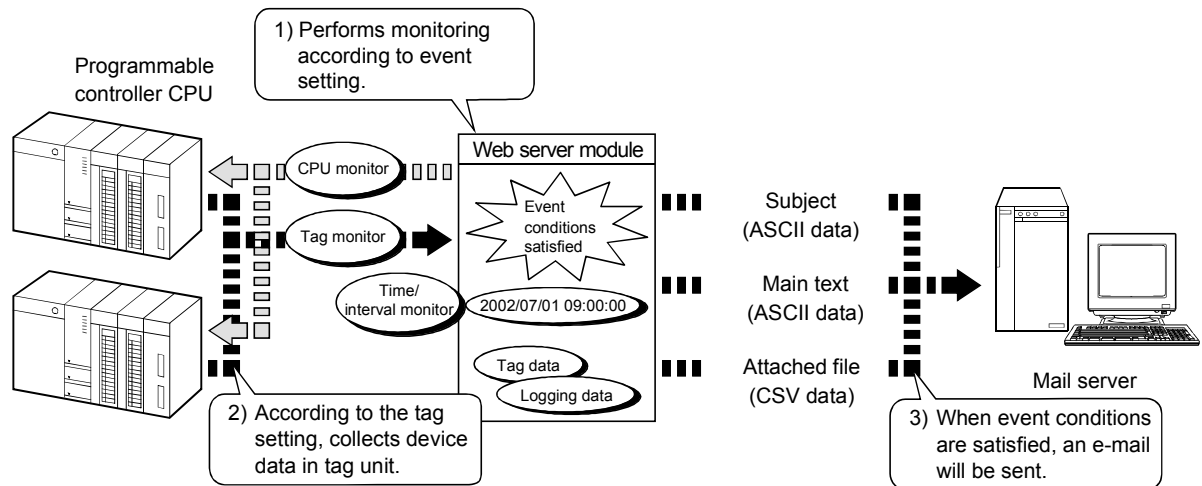 1) Performs monitoring
according to event
setting.
Programmable
controller CPU
Web server module
CPU monitor
Event
conditions
satisfied
Subject
(ASCII data)
Tag monitor
Time/
interval monitor
2002/07/01 09:00:00
Main text
(ASCII data)
Tag data
Logging data
Attached file
(CSV data)
Mail server
2) According to the tag
setting, collects device
data in tag unit.
3) When event conditions
are satisfied, an e-mail
will be sent.